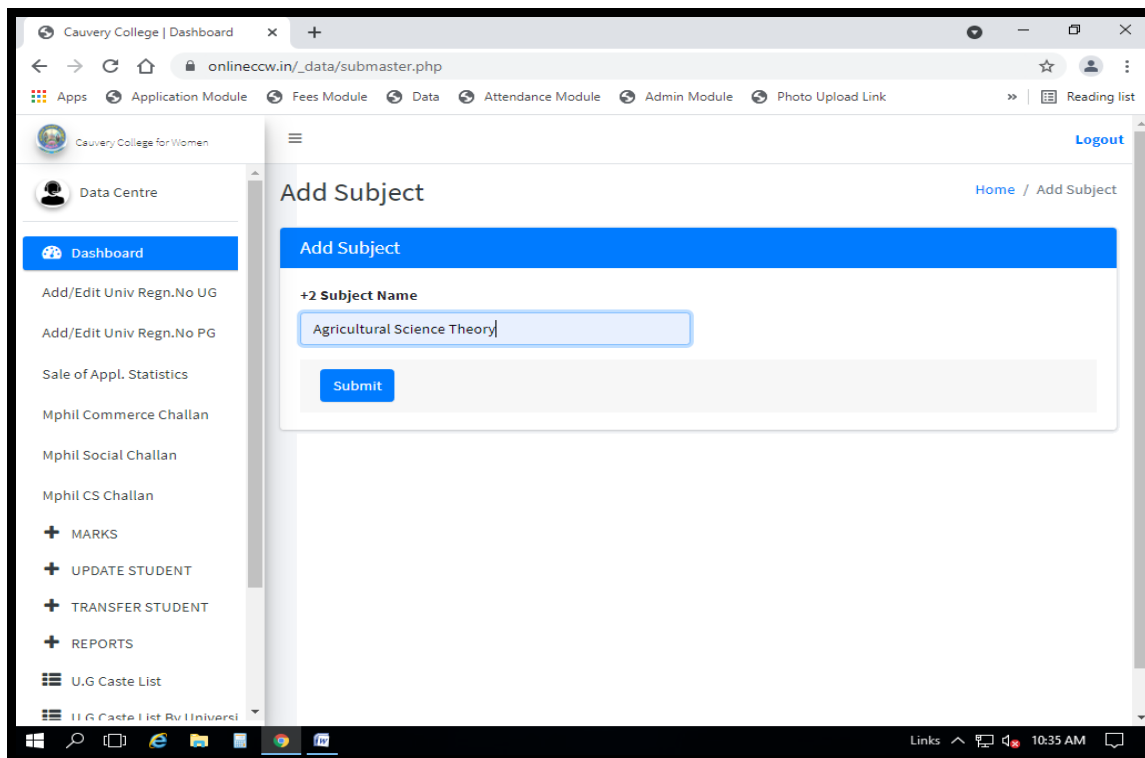 Cauvery College | Dashboard
onlineccw.in/_data/submaster.php
Apps Application Module Fees Module Data Attendance Module Admin Module Photo Upload Link » Reading list
Cauvery College for Women
Logout
Data Centre
Add Subject
Home / Add Subject
Dashboard
Add/Edit Univ Regn.No UG
Add/Edit Univ Regn.No PG
Sale of Appl. Statistics
Mphil Commerce Challan
Mphil Social Challan
Mphil CS Challan
MARKS
UPDATE STUDENT
TRANSFER STUDENT
REPORTS
U.G Caste List
U.G Caste List By Universi
Add Subject
+2 Subject Name
Agricultural Science Theory
Submit
Links 10:35 AM